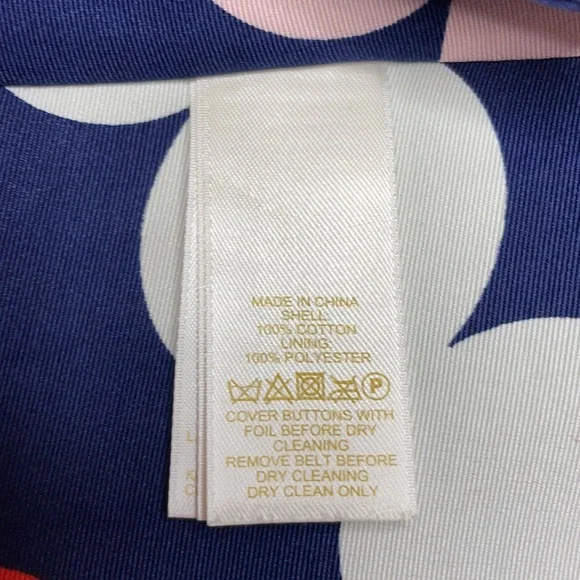 MADE IN CHINA
SHELL
100% COTTON
LINING:
100% POLYESTER
P
COVER BUTTONS WITH
FOIL BEFORE DRY
CLEANING
REMOVE BELT BEFORE
DRY CLEANING
DRY CLEAN ONLY